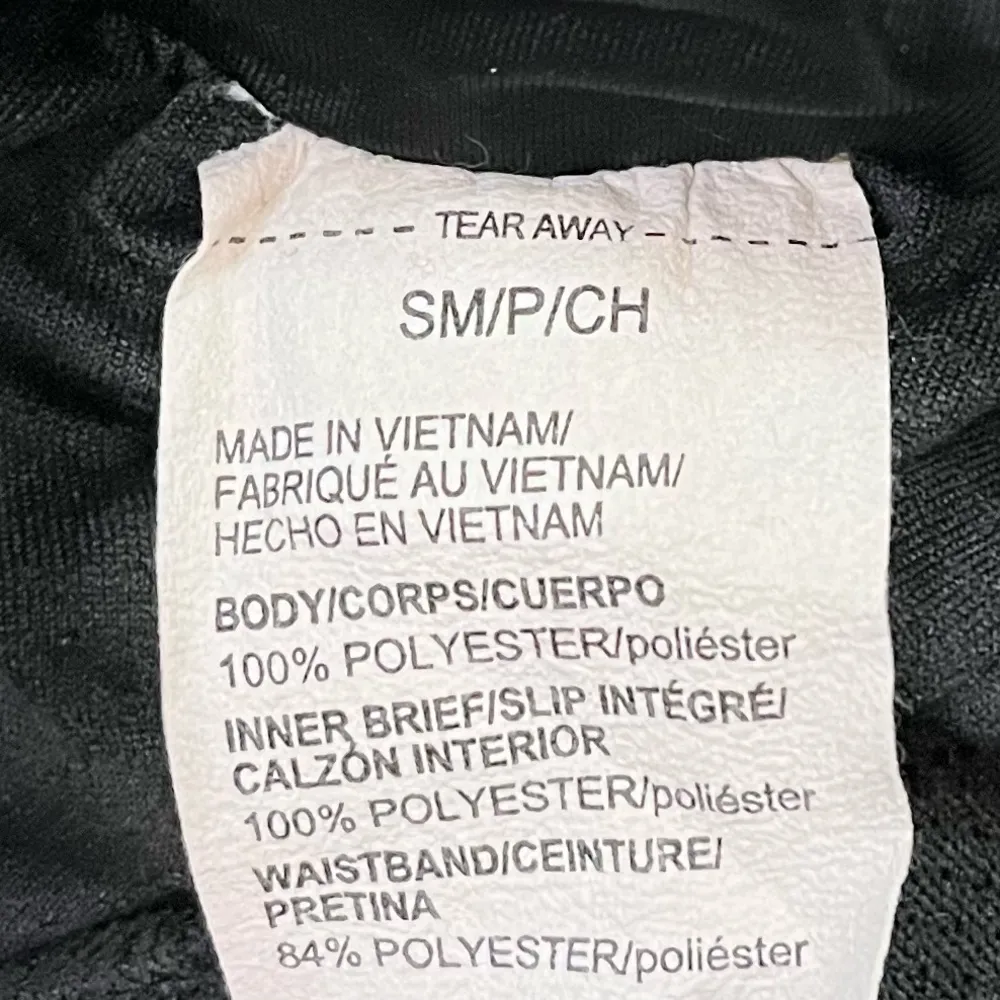 TEAR AWAY
SM/P/CH
MADE IN VIETNAM/
FABRIQUÉ AU VIETNAM/
HECHO EN VIETNAM
BODY/CORPS/CUERPO
100% POLYESTER/poliéster
INNER BRIEF/SLIP INTÉGRÉ/
CALZÓN INTERIOR
100% POLYESTER/poliéster
WAISTBAND/CEINTURE/
PRETINA
84% POLYESTER/poliéster